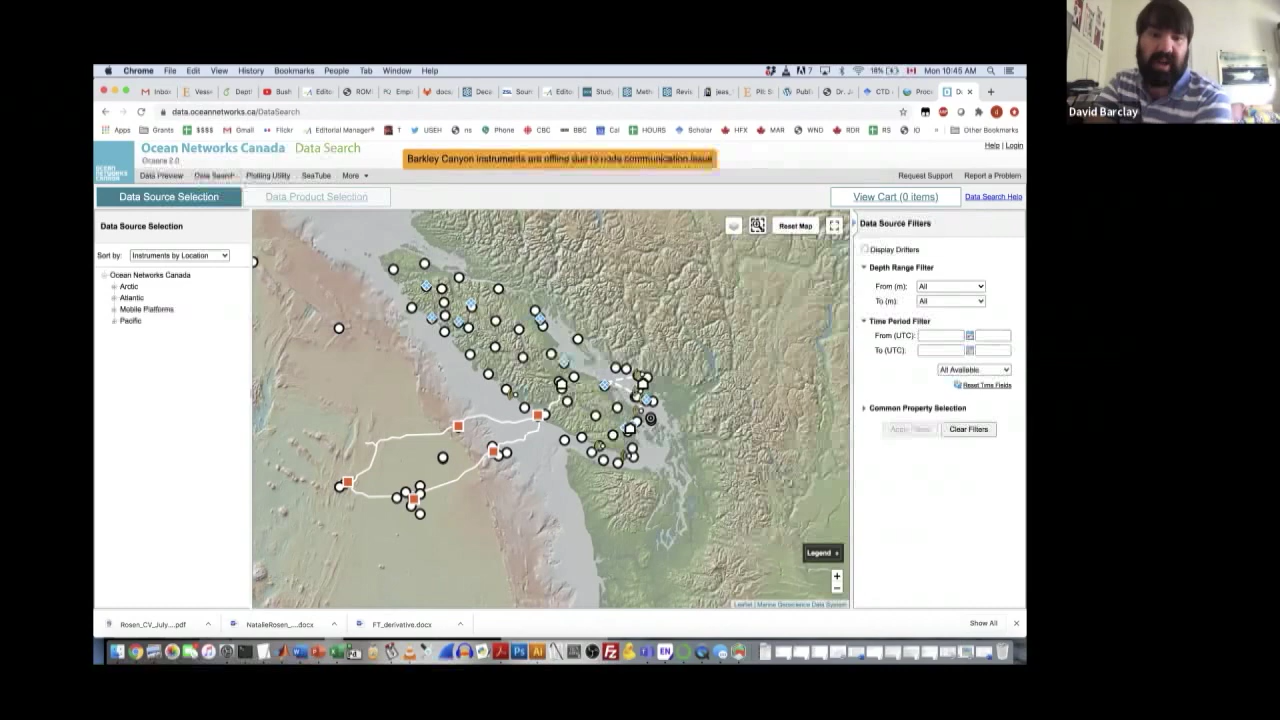 David Barclay
Chrome File Edit View History Bookmarks People Tab Window Help
7 18% Mon 10:45 AM
data.oceannetworks.ca/DataSearch
Apps Grants $$$$ Gmail Flickr Editorial Manager® T USEH ns Phone CBC BBC Cal HOURS Scholar HFX MAR WND RDR RS IO » Other Bookmarks
Ocean Networks Canada Data Search
Oceans 2.0
Barkley Canyon instruments are offline due to node communication issue
Help | Login
OCEAN NETWORKS CANADA
Data Preview Data Search Plotting Utility SeaTube More
Request Support Report a Problem
Data Source Selection Data Product Selection
View Cart (0 items) Data Search Help
Data Source Selection
Sort by: Instruments by Location
Ocean Networks Canada
Arctic
Atlantic
Mobile Platforms
Pacific
Reset Map
Legend
+
−
Leaflet | Marine Geoscience Data System
Data Source Filters
Display Drifters
Depth Range Filter
From (m): All
To (m): All
Time Period Filter
From (UTC):
To (UTC):
All Available
Reset Time Fields
Common Property Selection
Apply Filters Clear Filters
Rosen_CV_July....pdf NatalieRosen_....docx FT_derivative.docx Show All